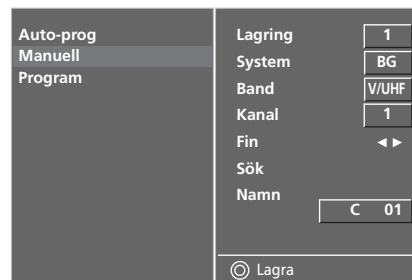 Auto-prog
Manuell
Program
Lagring 1
System BG
Band V/UHF
Kanal 1
Fin ◄ ►
Sök
Namn
C 01
Lagra